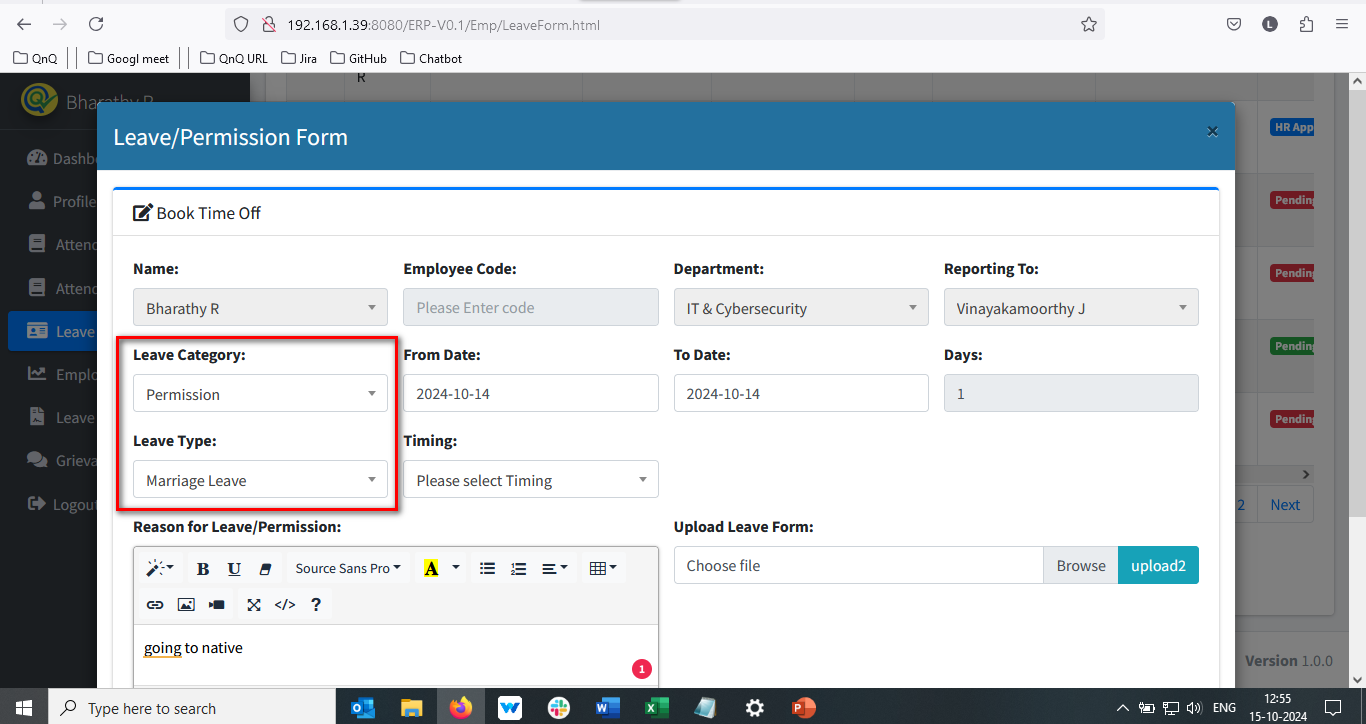 192.168.1.39:8080/ERP-V0.1/Emp/LeaveForm.html
L
QnQ
Googl meet
QnQ URL
Jira
GitHub
Chatbot
R
Bharathy R
Leave/Permission Form
×
HR App
Dashb
Book Time Off
Profile
Pending
Attend
Name:
Employee Code:
Department:
Reporting To:
Pending
Attend
Bharathy R
Please Enter code
IT & Cybersecurity
Vinayakamoorthy J
Leave
Leave Category:
From Date:
To Date:
Days:
Pending
Emplo
Permission
2024-10-14
2024-10-14
1
Leave
Pending
Leave Type:
Timing:
Grieva
Marriage Leave
Please select Timing
Logout
2
Next
Reason for Leave/Permission:
Upload Leave Form:
B
U
Source Sans Pro
A
Choose file
Browse
upload2
</>
?
going to native
1
Version 1.0.0
Type here to search
ENG
12:55
15-10-2024